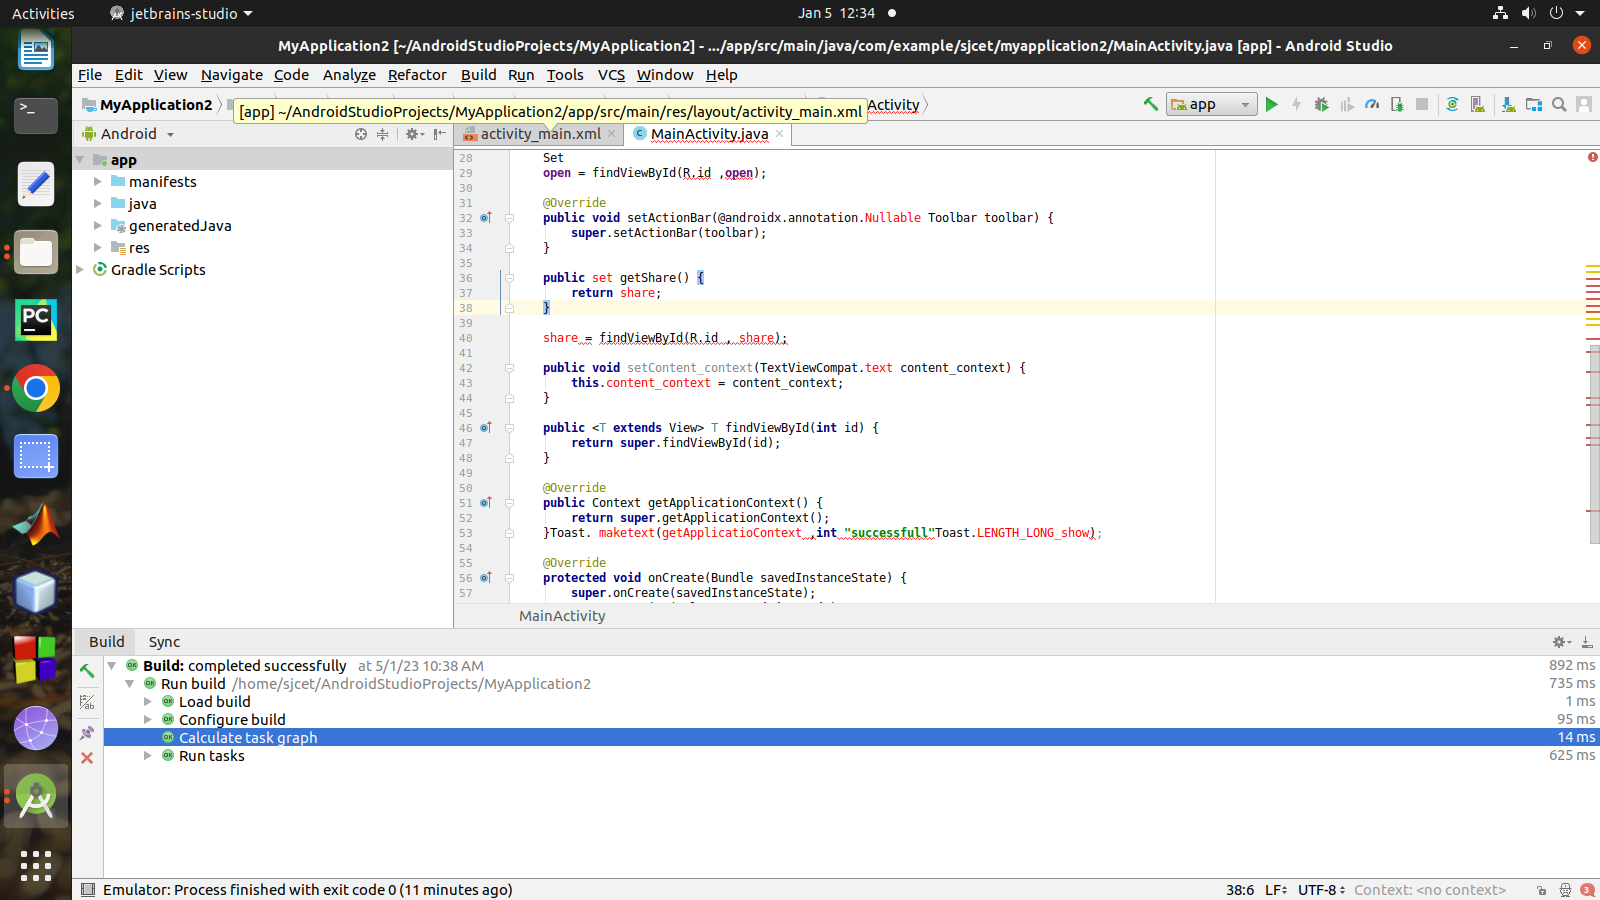 Activities
jetbrains-studio
Jan 5 12:34
MyApplication2 [~/AndroidStudioProjects/MyApplication2] - .../app/src/main/java/com/example/sjcet/myapplication2/MainActivity.java [app] - Android Studio
File Edit View Navigate Code Analyze Refactor Build Run Tools VCS Window Help
MyApplication2
[app] ~/AndroidStudioProjects/MyApplication2/app/src/main/res/layout/activity_main.xml
Activity
app
Android
activity_main.xml
MainActivity.java
app
manifests
java
generatedJava
res
Gradle Scripts
28 Set
29 open = findViewById(R.id ,open);
30
31 @Override
32 public void setActionBar(@androidx.annotation.Nullable Toolbar toolbar) {
33 super.setActionBar(toolbar);
34 }
35
36 public set getShare() {
37 return share;
38 }
39
40 share = findViewById(R.id , share);
41
42 public void setContent_context(TextViewCompat.text content_context) {
43 this.content_context = content_context;
44 }
45
46 public <T extends View> T findViewById(int id) {
47 return super.findViewById(id);
48 }
49
50 @Override
51 public Context getApplicationContext() {
52 return super.getApplicationContext();
53 }Toast. maketext(getApplicatioContext ,int "successfull"Toast.LENGTH_LONG_show);
54
55 @Override
56 protected void onCreate(Bundle savedInstanceState) {
57 super.onCreate(savedInstanceState);
MainActivity
Build Sync
Build: completed successfully at 5/1/23 10:38 AM 892 ms
Run build /home/sjcet/AndroidStudioProjects/MyApplication2 735 ms
Load build 1 ms
Configure build 95 ms
Calculate task graph 14 ms
Run tasks 625 ms
Emulator: Process finished with exit code 0 (11 minutes ago)
38:6 LF UTF-8 Context: <no context> 3